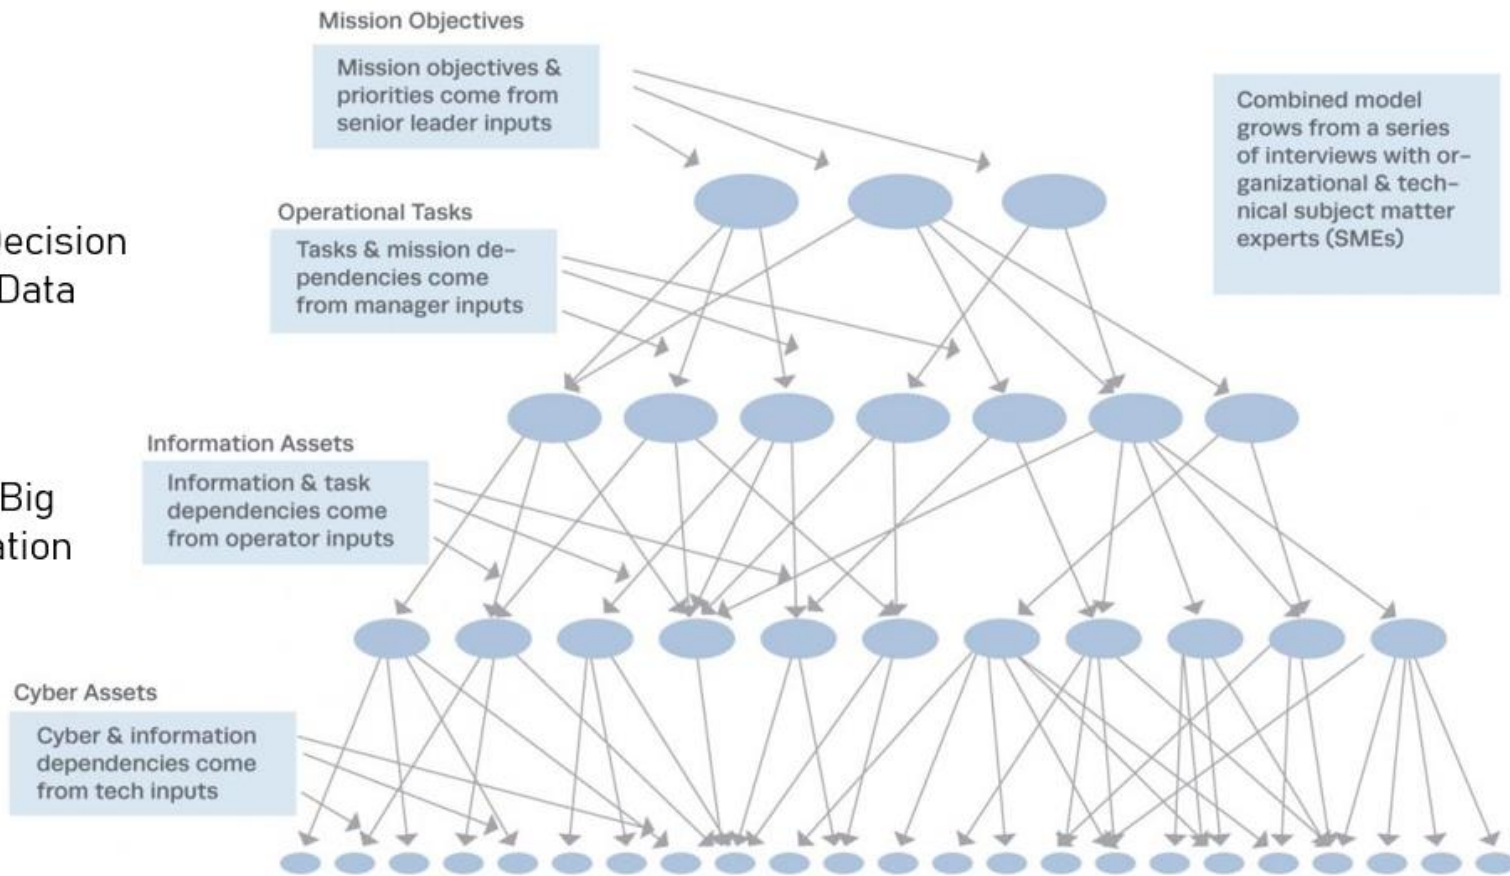 Mission Objectives
Mission objectives &
priorities come from
senior leader inputs
Combined model
grows from a series
of interviews with or-
ganizational & tech-
nical subject matter
experts (SMEs)
Operational Tasks
Tasks & mission de-
pendencies come
from manager inputs
Data
Information Assets
Information & task
dependencies come
from operator inputs
Big
Cyber Assets
Cyber & information
dependencies come
from tech inputs